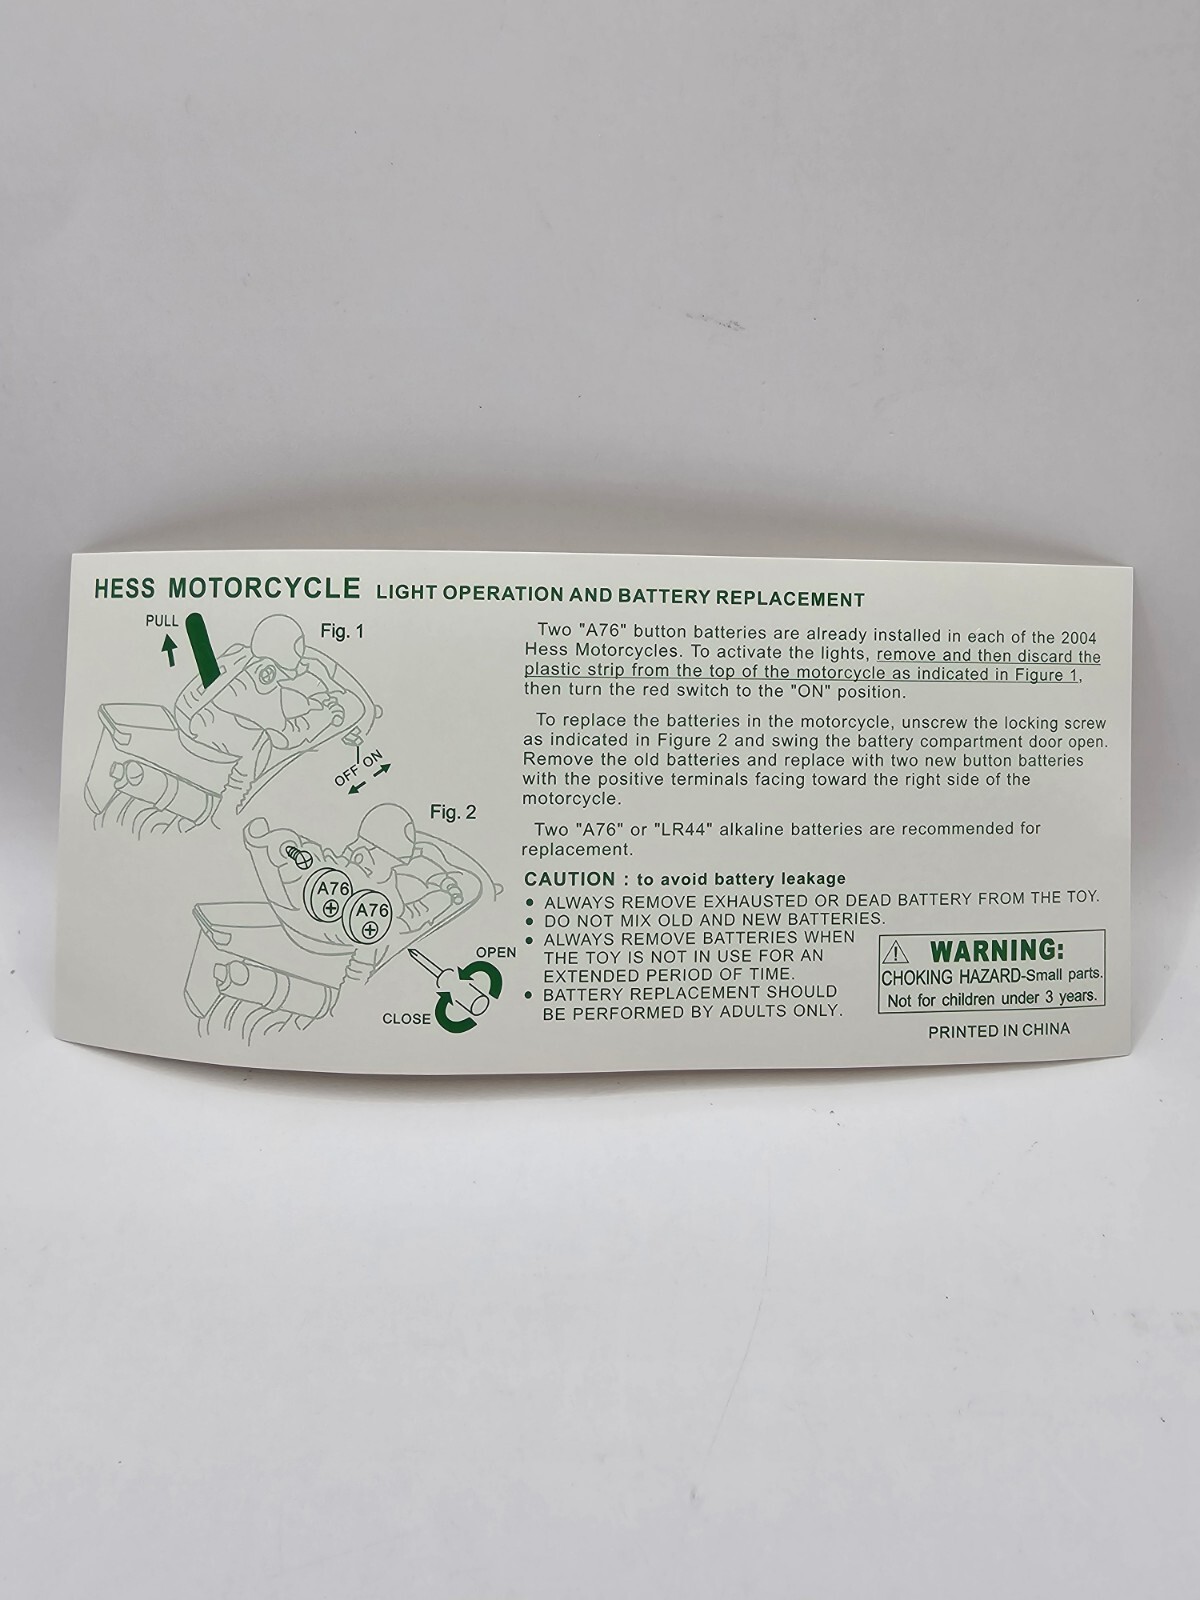 HESS MOTORCYCLE LIGHT OPERATION AND BATTERY REPLACEMENT
PULL
Fig. 1
OFF ON
Fig. 2
A76
A76
OPEN
CLOSE
Two "A76" button batteries are already installed in each of the 2004
Hess Motorcycles. To activate the lights, remove and then discard the
plastic strip from the top of the motorcycle as indicated in Figure 1,
then turn the red switch to the "ON" position.
To replace the batteries in the motorcycle, unscrew the locking screw
as indicated in Figure 2 and swing the battery compartment door open.
Remove the old batteries and replace with two new button batteries
with the positive terminals facing toward the right side of the
motorcycle.
Two "A76" or "LR44" alkaline batteries are recommended for
replacement.
CAUTION : to avoid battery leakage
• ALWAYS REMOVE EXHAUSTED OR DEAD BATTERY FROM THE TOY.
• DO NOT MIX OLD AND NEW BATTERIES.
• ALWAYS REMOVE BATTERIES WHEN
THE TOY IS NOT IN USE FOR AN
EXTENDED PERIOD OF TIME.
• BATTERY REPLACEMENT SHOULD
BE PERFORMED BY ADULTS ONLY.
WARNING:
CHOKING HAZARD-Small parts.
Not for children under 3 years.
PRINTED IN CHINA